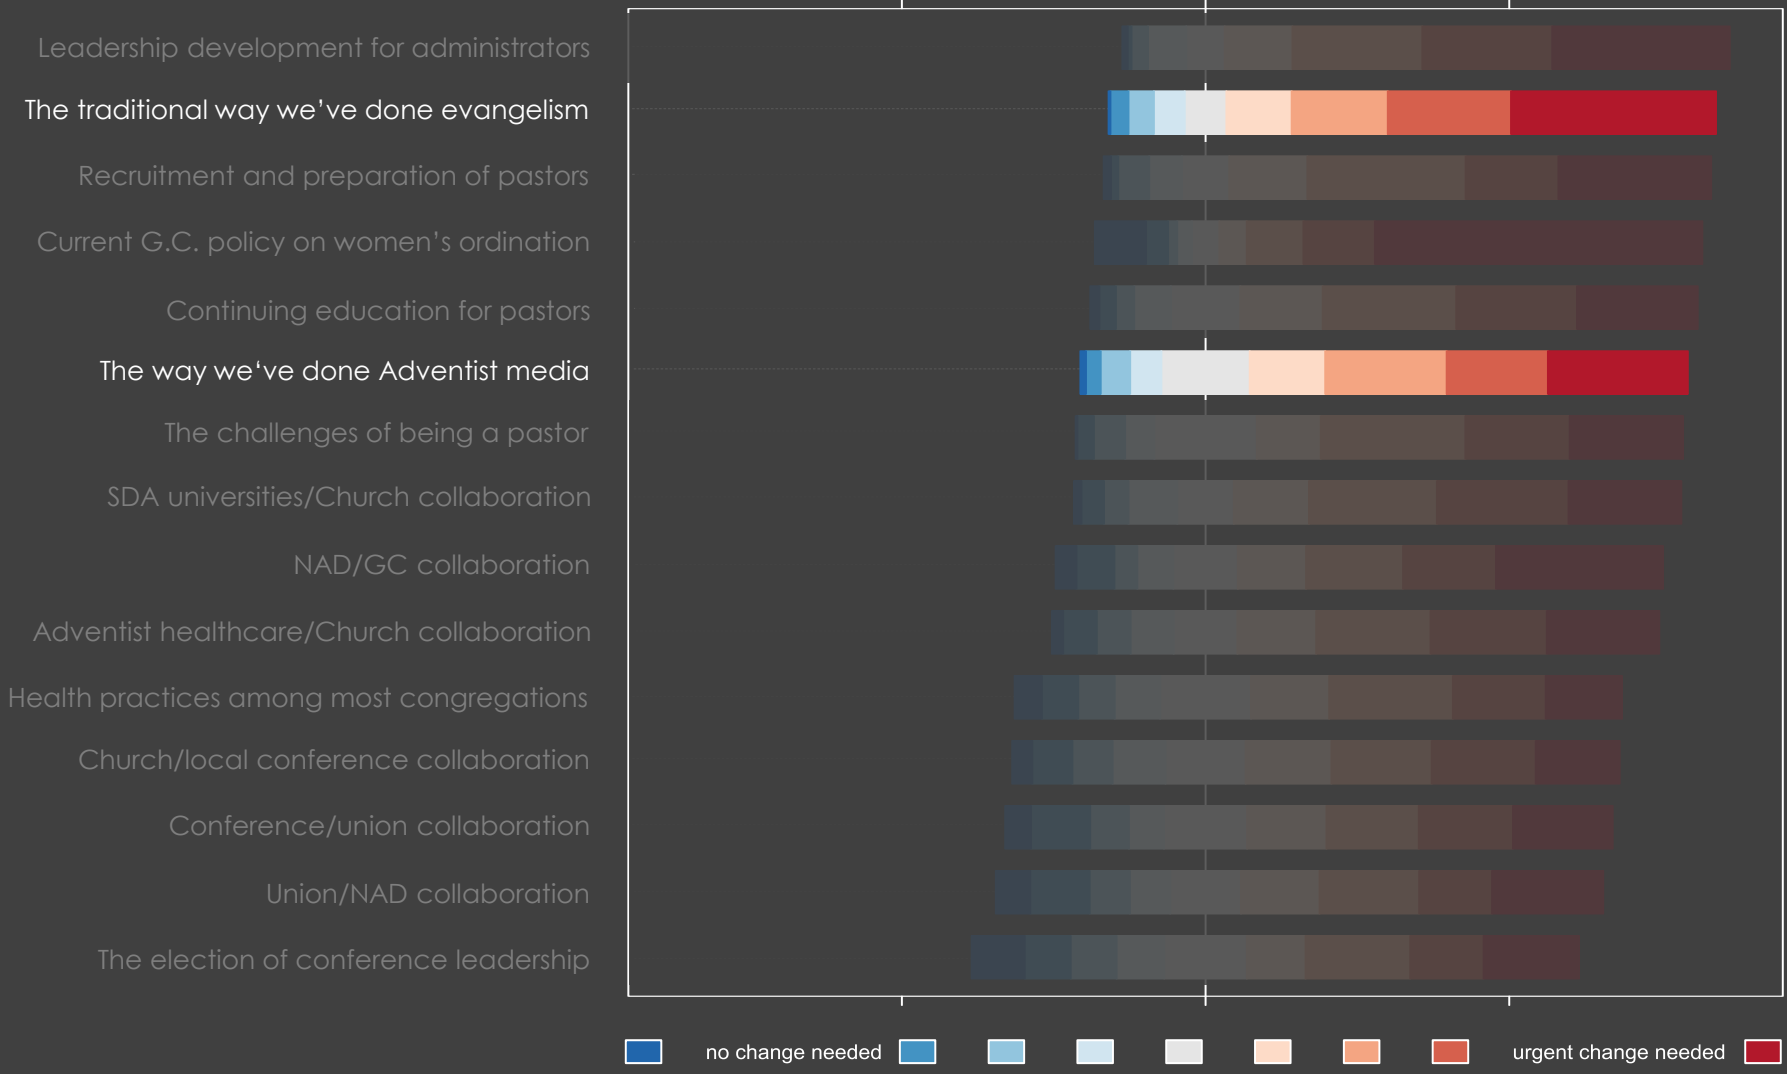 Leadership development for administrators
The traditional way we’ve done evangelism
Recruitment and preparation of pastors
Current G.C. policy on women’s ordination
Continuing education for pastors
The way we‘ve done Adventist media
The challenges of being a pastor
SDA universities/Church collaboration
NAD/GC collaboration
Adventist healthcare/Church collaboration
Health practices among most congregations
Church/local conference collaboration
Conference/union collaboration
Union/NAD collaboration
The election of conference leadership
no change needed
urgent change needed